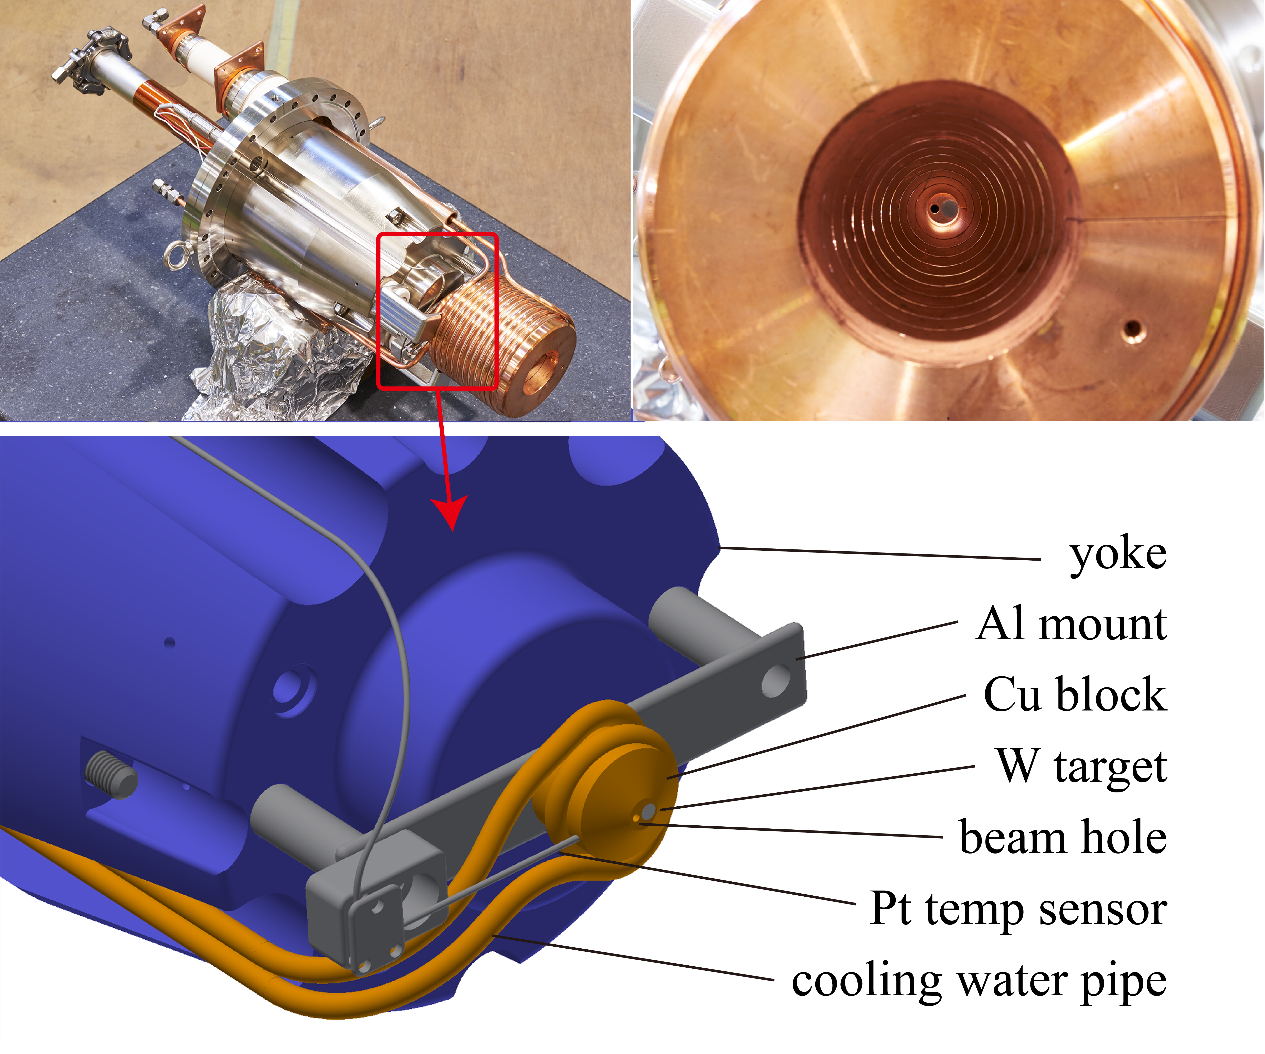 yoke
Al mount
Cu block
W target
beam hole
Pt temp sensor
cooling water pipe